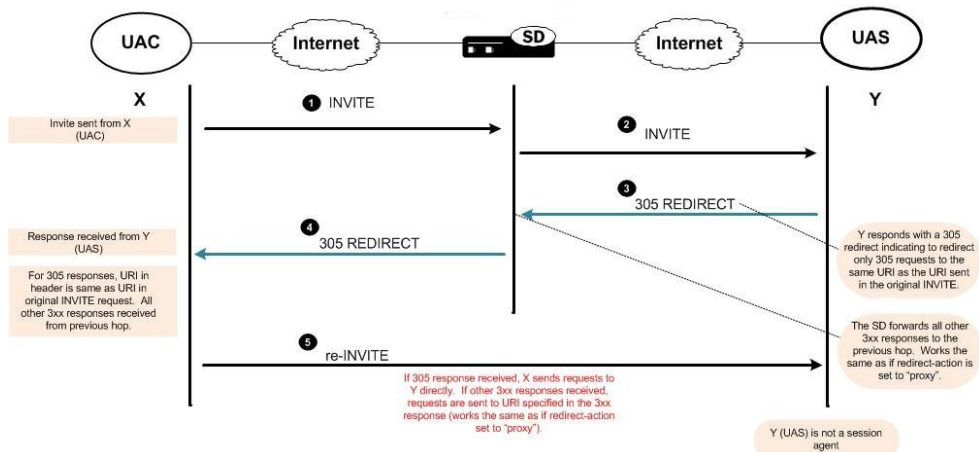 UAC
Internet
SD
Internet
UAS
X
Y
1 INVITE
Invite sent from X
(UAC)
2
INVITE
3
305 REDIRECT
4
305 REDIRECT
Response received from Y
(UAS)
Y responds with a 305
redirect indicating to redirect
only 305 requests to the
same URI as the URI sent
in the original INVITE.
For 305 responses, URI in
header is same as URI in
original INVITE request. All
other 3xx responses received
from previous hop.
The SD forwards all other
3xx responses to the
previous hop. Works the
same as if redirect-action is
set to “proxy”.
5
re-INVITE
If 305 response received, X sends requests to
Y directly. If other 3xx responses received,
requests are sent to URI specified in the 3xx
response (works the same as if redirect-action
set to “proxy”).
Y (UAS) is not a session
agent